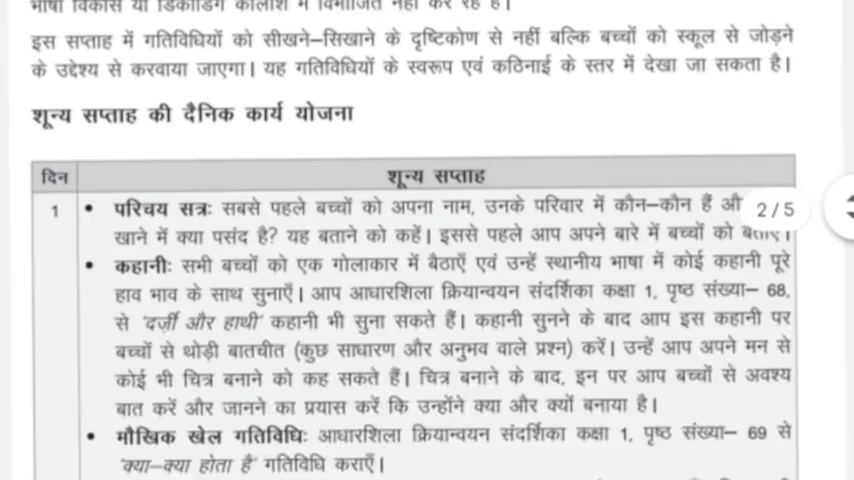 भाषा विकास या डिकोडिंग कालांश में विभाजित नहीं कर रहे हैं।
इस सप्ताह में गतिविधियों को सीखने–सिखाने के दृष्टिकोण से नहीं बल्कि बच्चों को स्कूल से जोड़ने
के उद्देश्य से करवाया जाएगा। यह गतिविधियों के स्वरूप एवं कठिनाई के स्तर में देखा जा सकता है।
शून्य सप्ताह की दैनिक कार्य योजना
दिन शून्य सप्ताह
1 • परिचय सत्रः सबसे पहले बच्चों को अपना नाम, उनके परिवार में कौन–कौन हैं
2/5
खाने में क्या पसंद है? यह बताने को कहें। इससे पहले आप अपने बारे में बच्चों को बताएँ।
• कहानीः सभी बच्चों को एक गोलाकार में बैठाएँ एवं उन्हें स्थानीय भाषा में कोई कहानी पूरे
हाव भाव के साथ सुनाएँ। आप आधारशिला क्रियान्वयन संदर्शिका कक्षा 1, पृष्ठ संख्या– 68,
से 'दर्ज़ी और हाथी' कहानी भी सुना सकते हैं। कहानी सुनने के बाद आप इस कहानी पर
बच्चों से थोड़ी बातचीत (कुछ साधारण और अनुभव वाले प्रश्न) करें। उन्हें आप अपने मन से
कोई भी चित्र बनाने को कह सकते हैं। चित्र बनाने के बाद, इन पर आप बच्चों से अवश्य
बात करें और जानने का प्रयास करें कि उन्होंने क्या और क्यों बनाया है।
• मौखिक खेल गतिविधिः आधारशिला क्रियान्वयन संदर्शिका कक्षा 1, पृष्ठ संख्या– 69 से
'क्या–क्या होता है' गतिविधि कराएँ।